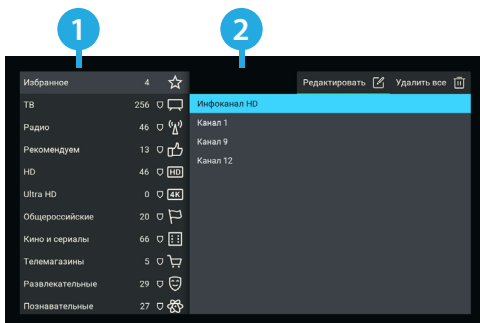 1
2
Избранное 4
Редактировать Удалить все
ТВ 256
Инфоканал HD
Радио 46
Канал 1
Рекомендуем 13
Канал 9
HD 46 HD
Канал 12
Ultra HD 0 4K
Общероссийские 20
Кино и сериалы 66
Телемагазины 5
Развлекательные 29
Познавательные 27